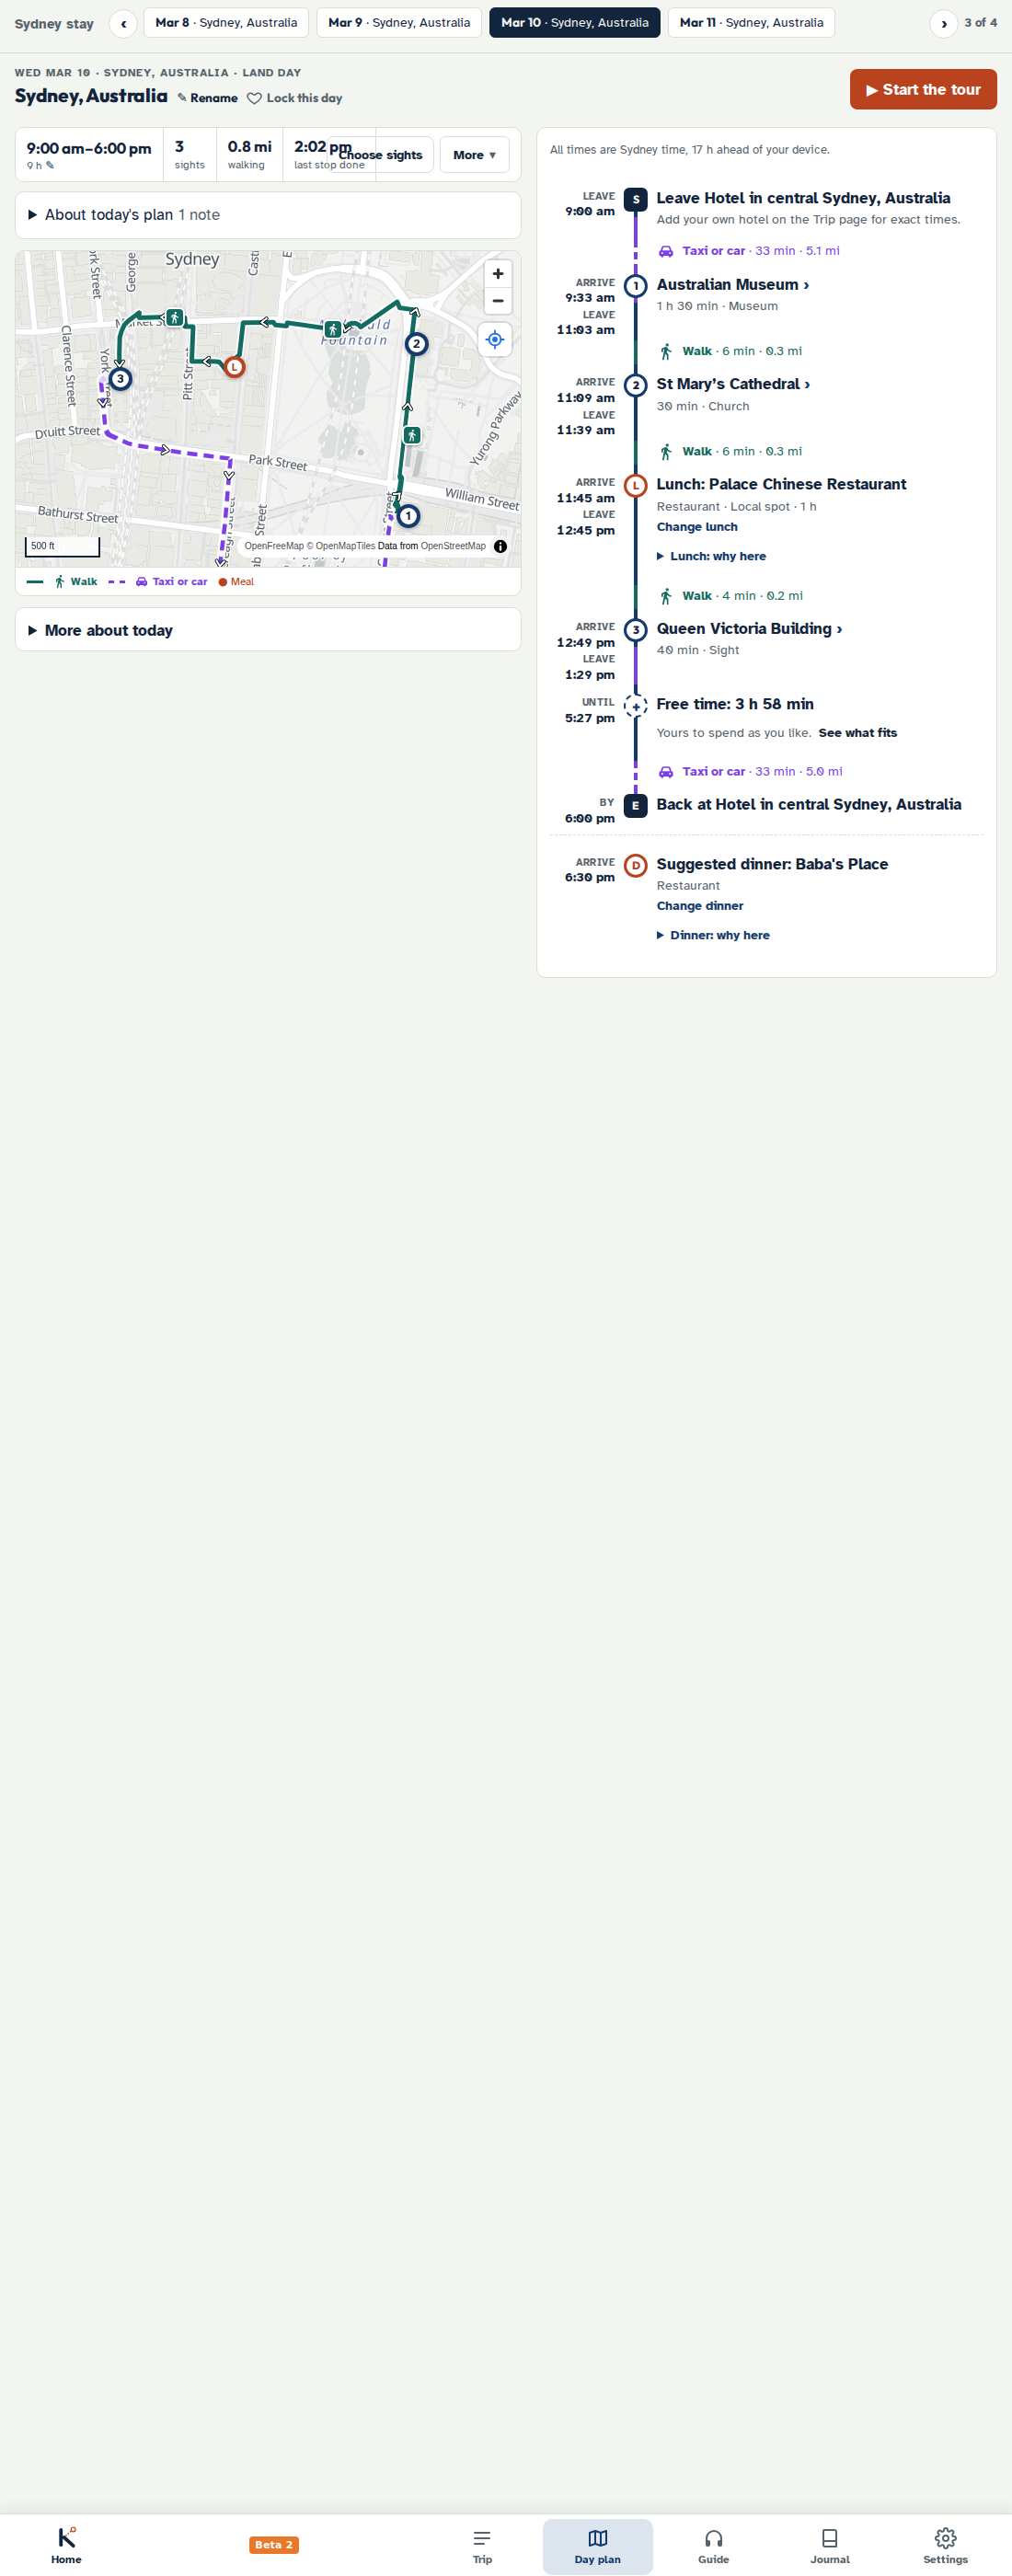 Sydney stay
‹
Mar 8 · Sydney, Australia
Mar 9 · Sydney, Australia
Mar 10 · Sydney, Australia
Mar 11 · Sydney, Australia
›
3 of 4
WED MAR 10 · SYDNEY, AUSTRALIA · LAND DAY
Sydney, Australia
✎ Rename
Lock this day
▶ Start the tour
9:00 am–6:00 pm
9 h ✎
3
sights
0.8 mi
walking
2:02 pm
last stop done
Choose sights
More ▾
▶ About today's plan 1 note
Sydney
George
Clarence Street
Pitt Street
Druitt Street
Park Street
William Street
Yurong Parkway
Bathurst Street
Fountain
1
2
3
L
+
−
500 ft
OpenFreeMap © OpenMapTiles Data from OpenStreetMap
Walk
Taxi or car
Meal
▶ More about today
All times are Sydney time, 17 h ahead of your device.
LEAVE
9:00 am
S
Leave Hotel in central Sydney, Australia
Add your own hotel on the Trip page for exact times.
Taxi or car · 33 min · 5.1 mi
ARRIVE
9:33 am
LEAVE
11:03 am
1
Australian Museum ›
1 h 30 min · Museum
Walk · 6 min · 0.3 mi
ARRIVE
11:09 am
LEAVE
11:39 am
2
St Mary's Cathedral ›
30 min · Church
Walk · 6 min · 0.3 mi
ARRIVE
11:45 am
LEAVE
12:45 pm
L
Lunch: Palace Chinese Restaurant
Restaurant · Local spot · 1 h
Change lunch
▶ Lunch: why here
Walk · 4 min · 0.2 mi
ARRIVE
12:49 pm
LEAVE
1:29 pm
3
Queen Victoria Building ›
40 min · Sight
UNTIL
5:27 pm
+
Free time: 3 h 58 min
Yours to spend as you like. See what fits
Taxi or car · 33 min · 5.0 mi
BY
6:00 pm
E
Back at Hotel in central Sydney, Australia
ARRIVE
6:30 pm
D
Suggested dinner: Baba's Place
Restaurant
Change dinner
▶ Dinner: why here
Home
Beta 2
Trip
Day plan
Guide
Journal
Settings